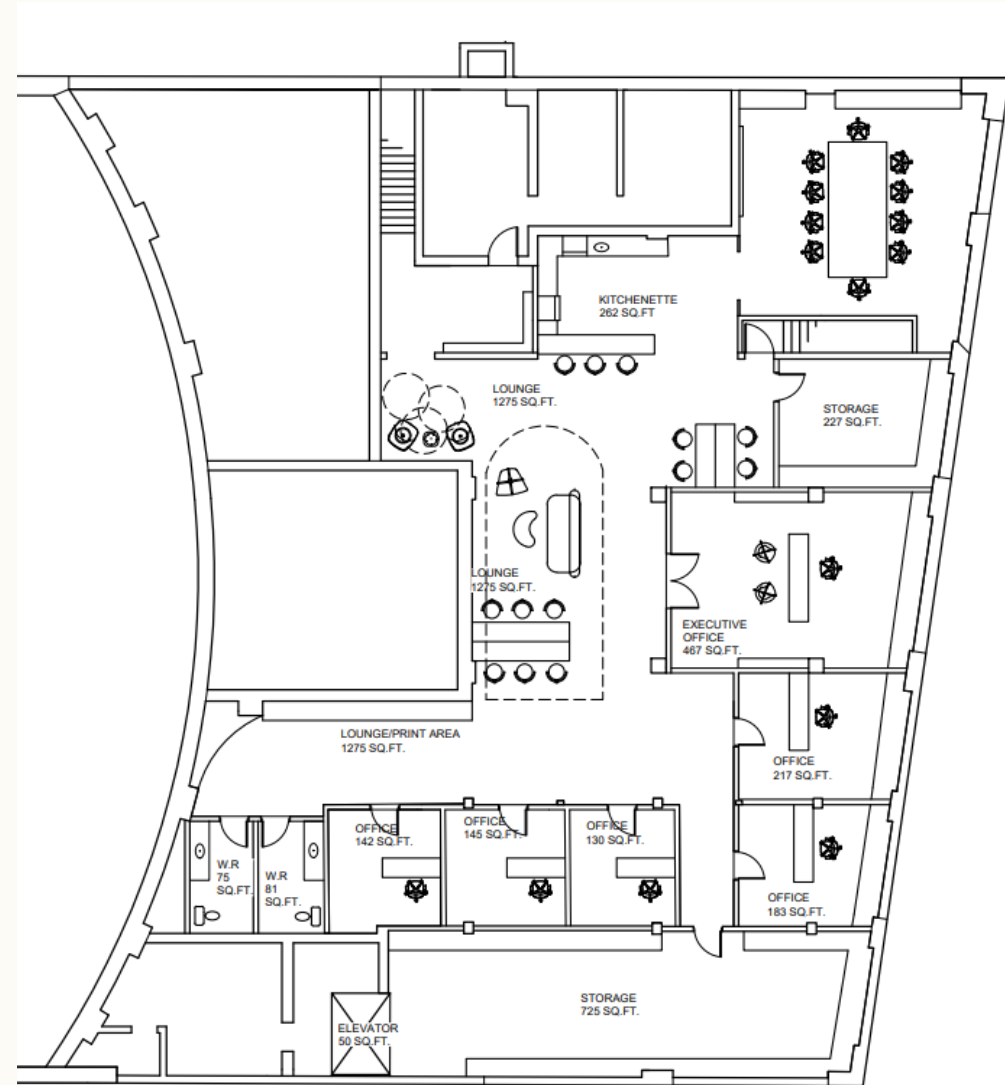 KITCHENETTE
262 SQ.FT
LOUNGE
1275 SQ.FT.
STORAGE
227 SQ.FT.
LOUNGE
1275 SQ.FT.
EXECUTIVE
OFFICE
467 SQ.FT.
LOUNGE/PRINT AREA
1275 SQ.FT.
OFFICE
217 SQ.FT.
OFFICE
142 SQ.FT.
OFFICE
145 SQ.FT.
OFFICE
130 SQ.FT.
W.R
75
SQ.FT.
W.R
81
SQ.FT.
OFFICE
183 SQ.FT.
STORAGE
725 SQ.FT.
ELEVATOR
50 SQ.FT.